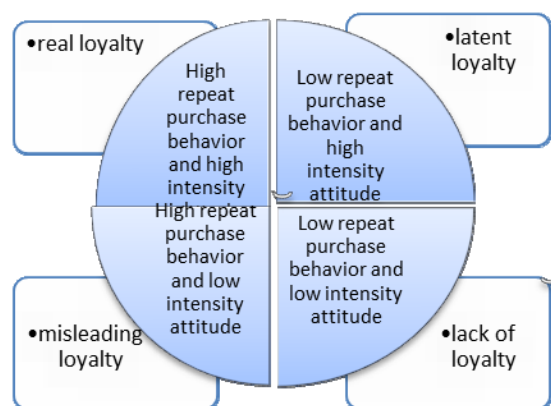 •real loyalty
High
repeat
purchase
behavior
and high
intensity
Low repeat
purchase
behavior and
high
intensity
attitude
•latent
loyalty
High repeat
purchase
behavior
and low
intensity
attitude
Low repeat
purchase
behavior and
low intensity
attitude
•misleading
loyalty
•lack of
loyalty